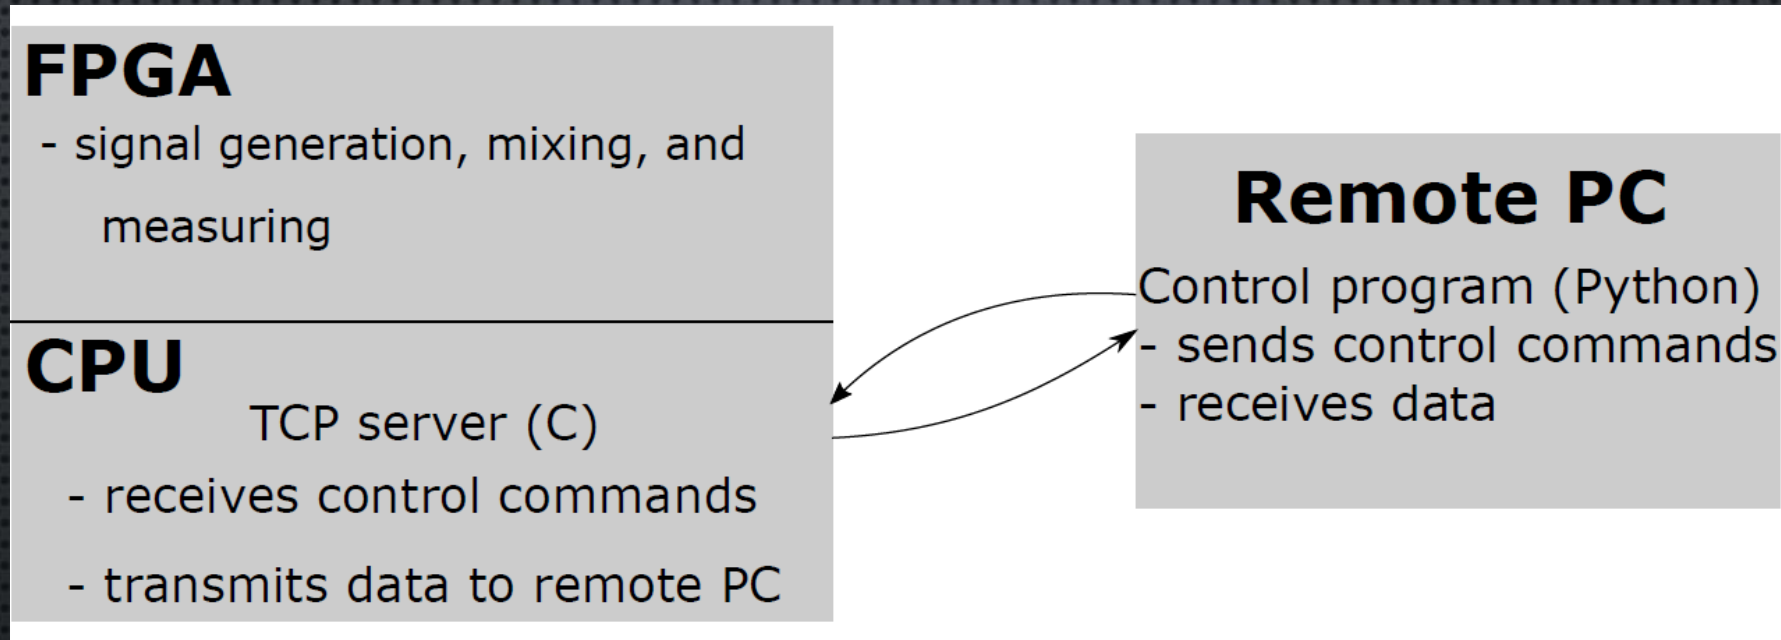 FPGA
- signal generation, mixing, and
measuring
CPU
TCP server (C)
- receives control commands
- transmits data to remote PC
Remote PC
Control program (Python)
- sends control commands
- receives data